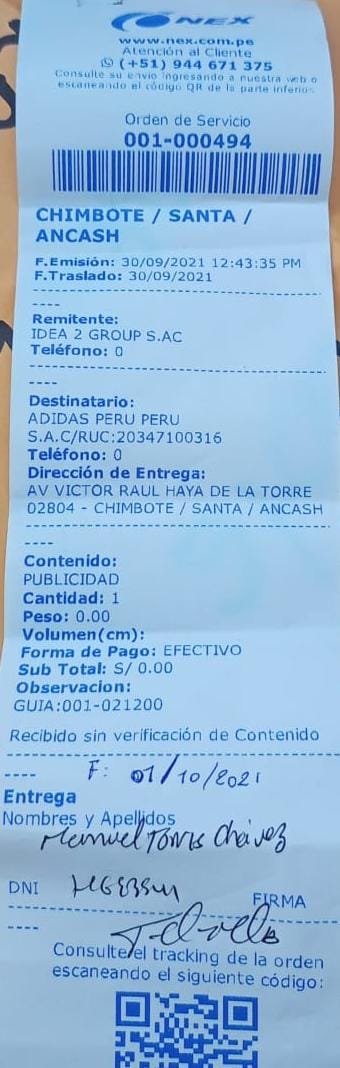 NEX
www.nex.com.pe
Atención al Cliente
(+51) 944 671 375
Consulte su envio ingresando a nuestra web o
escaneando el código QR de la parte inferior
Orden de Servicio
001-000494
CHIMBOTE / SANTA /
ANCASH
F.Emisión: 30/09/2021 12:43:35 PM
F.Traslado: 30/09/2021
----
Remitente:
IDEA 2 GROUP S.AC
Teléfono: 0
----
Destinatario:
ADIDAS PERU PERU
S.A.C/RUC:20347100316
Teléfono: 0
Dirección de Entrega:
AV VICTOR RAUL HAYA DE LA TORRE
02804 - CHIMBOTE / SANTA / ANCASH
----
Contenido:
PUBLICIDAD
Cantidad: 1
Peso: 0.00
Volumen(cm):
Forma de Pago: EFECTIVO
Sub Total: S/ 0.00
Observacion:
GUIA:001-021200
Recibido sin verificación de Contenido
---- F: 01/10/2021
Entrega
Nombres y Apellidos
Manuel Torres Chávez
DNI
FIRMA
----
Consulte el tracking de la orden
escaneando el siguiente código: